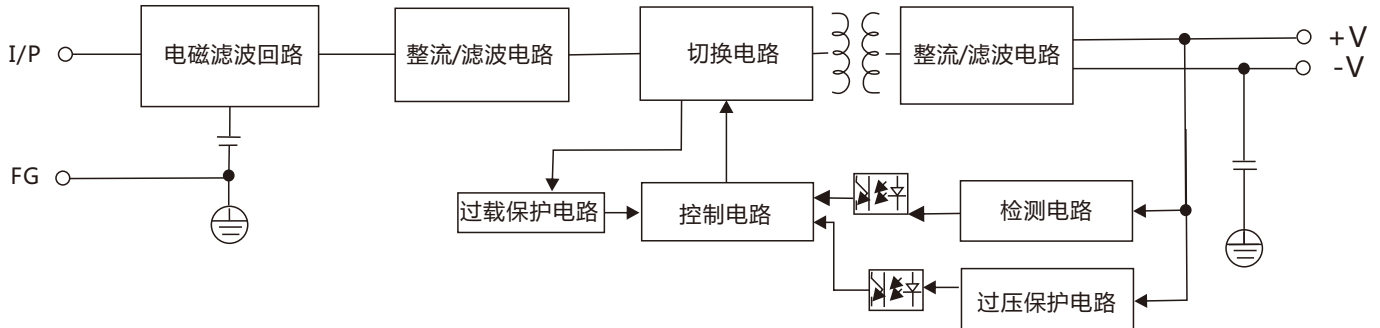 I/P
电磁滤波回路
整流/滤波电路
切换电路
整流/滤波电路
+V
-V
FG
过载保护电路
控制电路
检测电路
过压保护电路